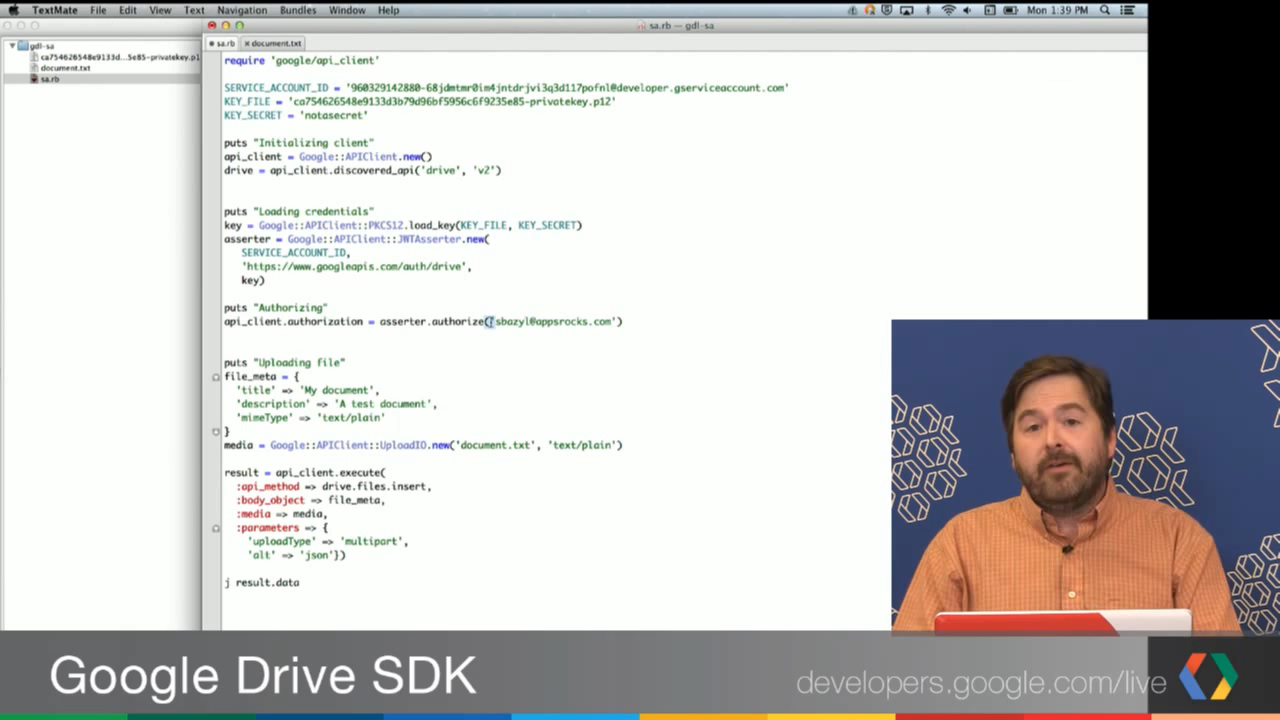 TextMate File Edit View Text Navigation Bundles Window Help Mon 1:39 PM
sa.rb — gdl-sa
gdl-sa
ca754626548e9133d...5e85-privatekey.p1
document.txt
sa.rb
sa.rb × document.txt
require 'google/api_client'
SERVICE_ACCOUNT_ID = '960329142880-68jdmtmr0im4jntdrjvi3q3d117pofnl@developer.gserviceaccount.com'
KEY_FILE = 'ca754626548e9133d3b79d96bf5956c6f9235e85-privatekey.p12'
KEY_SECRET = 'notasecret'
puts "Initializing client"
api_client = Google::APIClient.new()
drive = api_client.discovered_api('drive', 'v2')
puts "Loading credentials"
key = Google::APIClient::PKCS12.load_key(KEY_FILE, KEY_SECRET)
asserter = Google::APIClient::JWTAsserter.new(
SERVICE_ACCOUNT_ID,
'https://www.googleapis.com/auth/drive',
key)
puts "Authorizing"
api_client.authorization = asserter.authorize('sbazyl@appsrocks.com')
puts "Uploading file"
file_meta = {
'title' => 'My document',
'description' => 'A test document',
'mimeType' => 'text/plain'
}
media = Google::APIClient::UploadIO.new('document.txt', 'text/plain')
result = api_client.execute(
:api_method => drive.files.insert,
:body_object => file_meta,
:media => media,
:parameters => {
'uploadType' => 'multipart',
'alt' => 'json'})
j result.data
Google Drive SDK
developers.google.com/live